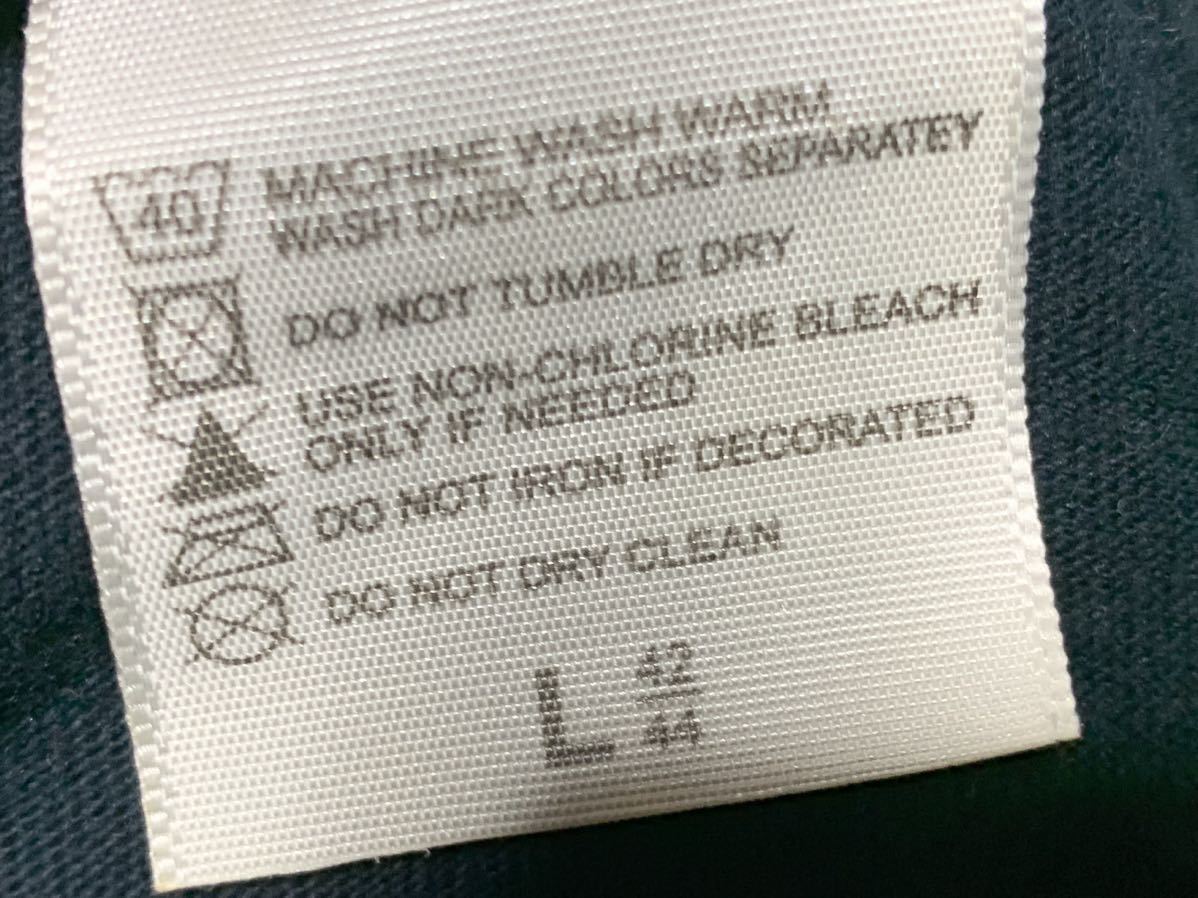 40
MACHINE WASH WARM
WASH DARK COLORS SEPARATEY
DO NOT TUMBLE DRY
USE NON-CHLORINE BLEACH
ONLY IF NEEDED
DO NOT IRON IF DECORATED
DO NOT DRY CLEAN
L 42
44